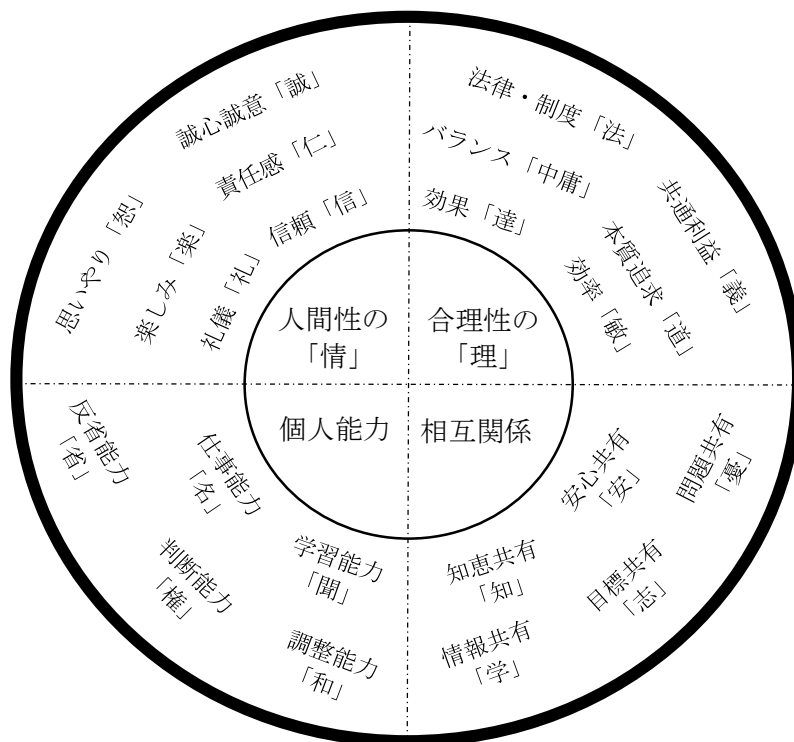 誠心誠意「誠」
責任感「仁」
信頼「信」
思いやり「恕」
楽しみ「楽」
礼儀「礼」
人間性の
「情」
法律・制度「法」
バランス「中庸」
効果「達」
共通利益「義」
本質追求「道」
効率「敏」
合理性の
「理」
個人能力
反省能力
「省」
仕事能力
「名」
判断能力
「権」
学習能力
「聞」
調整能力
「和」
相互関係
安心共有
「安」
問題共有
「憂」
知恵共有
「知」
目標共有
「志」
情報共有
「学」